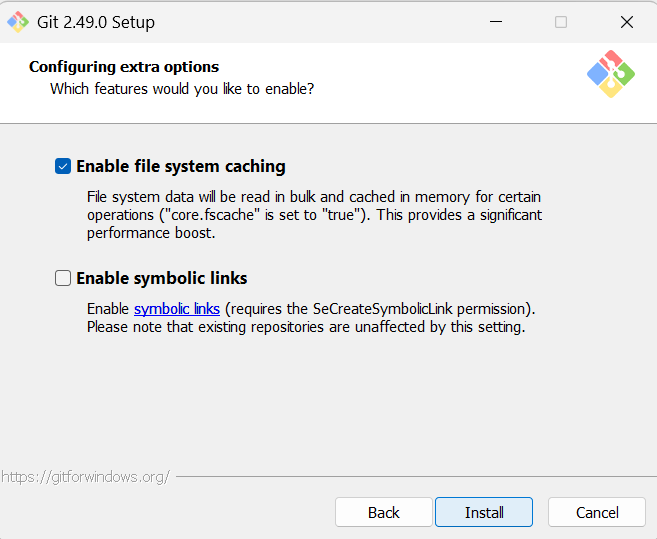 Git 2.49.0 Setup
Configuring extra options
Which features would you like to enable?
Enable file system caching
File system data will be read in bulk and cached in memory for certain
operations ("core.fscache" is set to "true"). This provides a significant
performance boost.
Enable symbolic links
Enable symbolic links (requires the SeCreateSymbolicLink permission).
Please note that existing repositories are unaffected by this setting.
https://gitforwindows.org/
Back Install Cancel